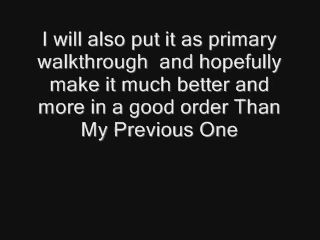 I will also put it as primary
walkthrough  and hopefully
make it much better and
more in a good order Than
My Previous One